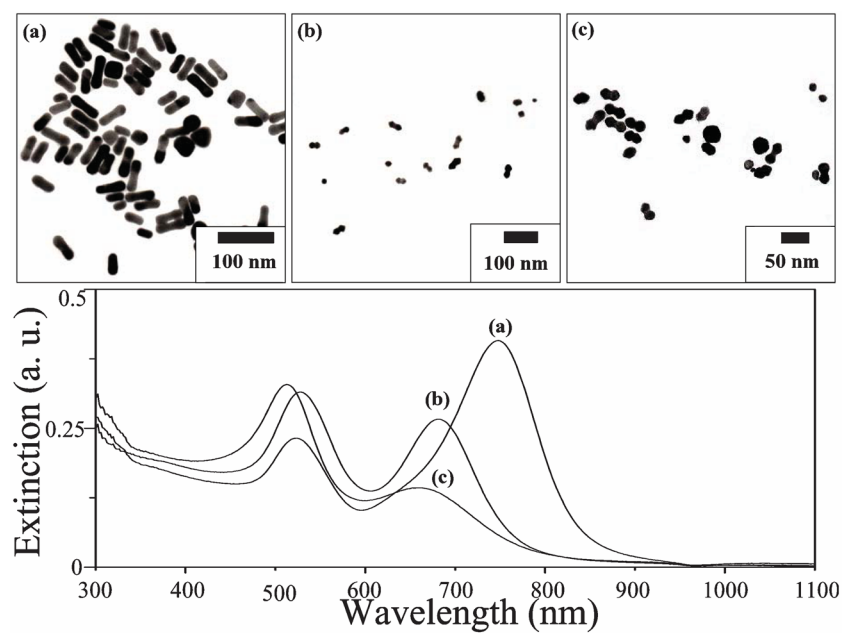 (a)
(b)
(c)
100 nm
100 nm
50 nm
0.5
0.25
0
Extinction (a. u.)
(a)
(b)
(c)
300 400 500 600 700 800 900 1000 1100
Wavelength (nm)